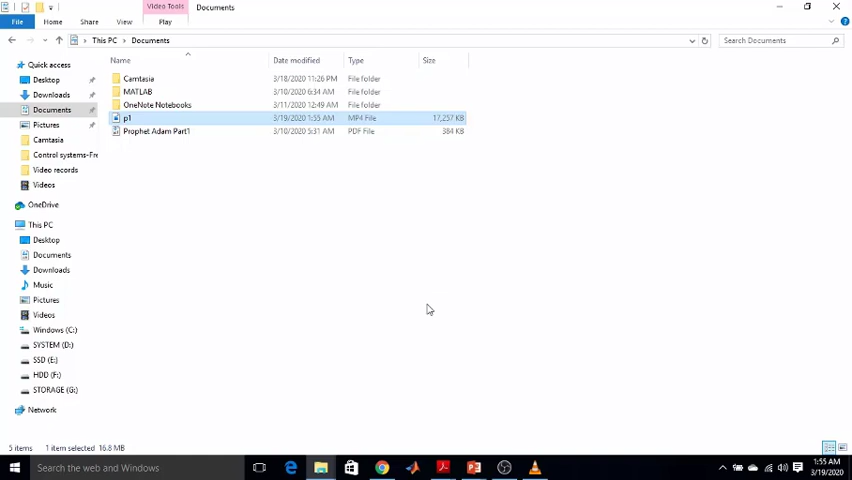 Video Tools
Documents
File Home Share View Play
This PC Documents
Search Documents
Name Date modified Type Size
Quick access
Desktop
Downloads
Documents
Pictures
Camtasia
Control systems-Fre
Video records
Videos
OneDrive
This PC
Desktop
Documents
Downloads
Music
Pictures
Videos
Windows (C:)
SYSTEM (D:)
SSD (E:)
HDD (F:)
STORAGE (G:)
Network
Camtasia 3/18/2020 11:26 PM File folder
MATLAB 3/10/2020 6:34 AM File folder
OneNote Notebooks 3/11/2020 12:49 AM File folder
p1 3/19/2020 1:55 AM MP4 File 17,257 KB
Prophet Adam Part1 3/10/2020 5:31 AM PDF File 384 KB
5 items 1 item selected 16.8 MB
Search the web and Windows
1:55 AM
3/19/2020